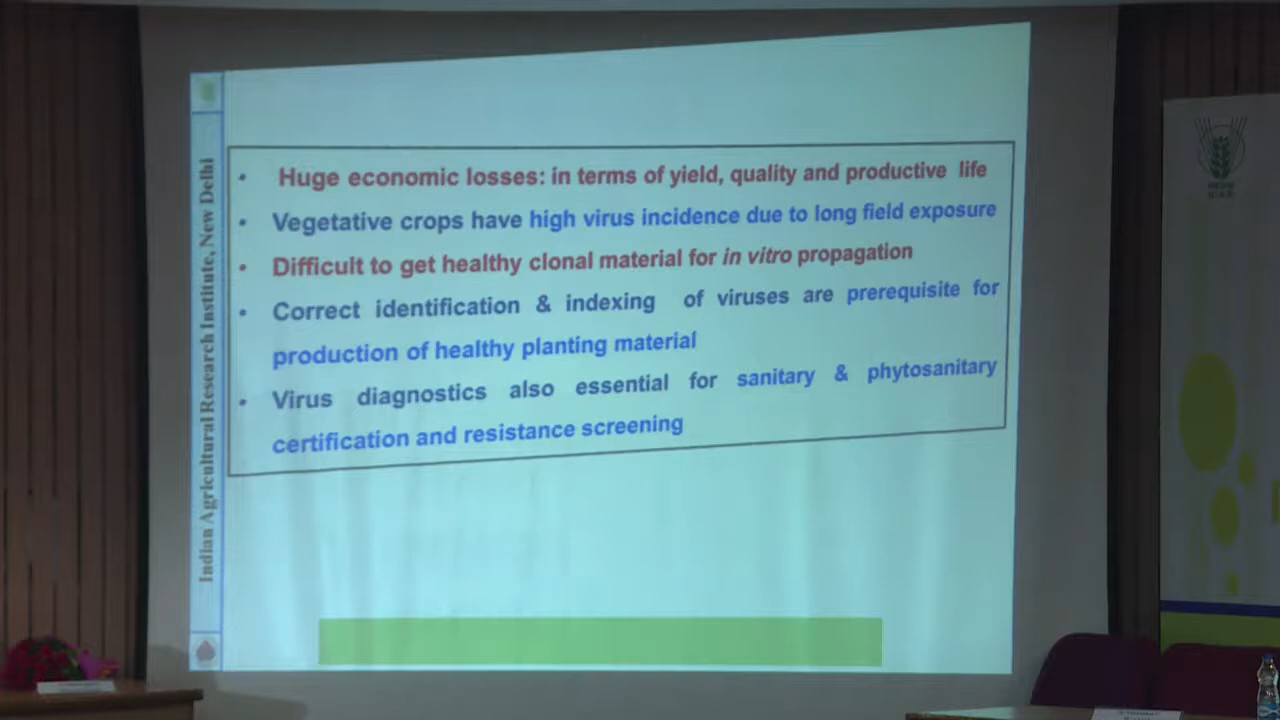 Indian Agricultural Research Institute, New Delhi
• Huge economic losses: in terms of yield, quality and productive life
• Vegetative crops have high virus incidence due to long field exposure
• Difficult to get healthy clonal material for in vitro propagation
• Correct identification & indexing of viruses are prerequisite for
production of healthy planting material
• Virus diagnostics also essential for sanitary & phytosanitary
certification and resistance screening